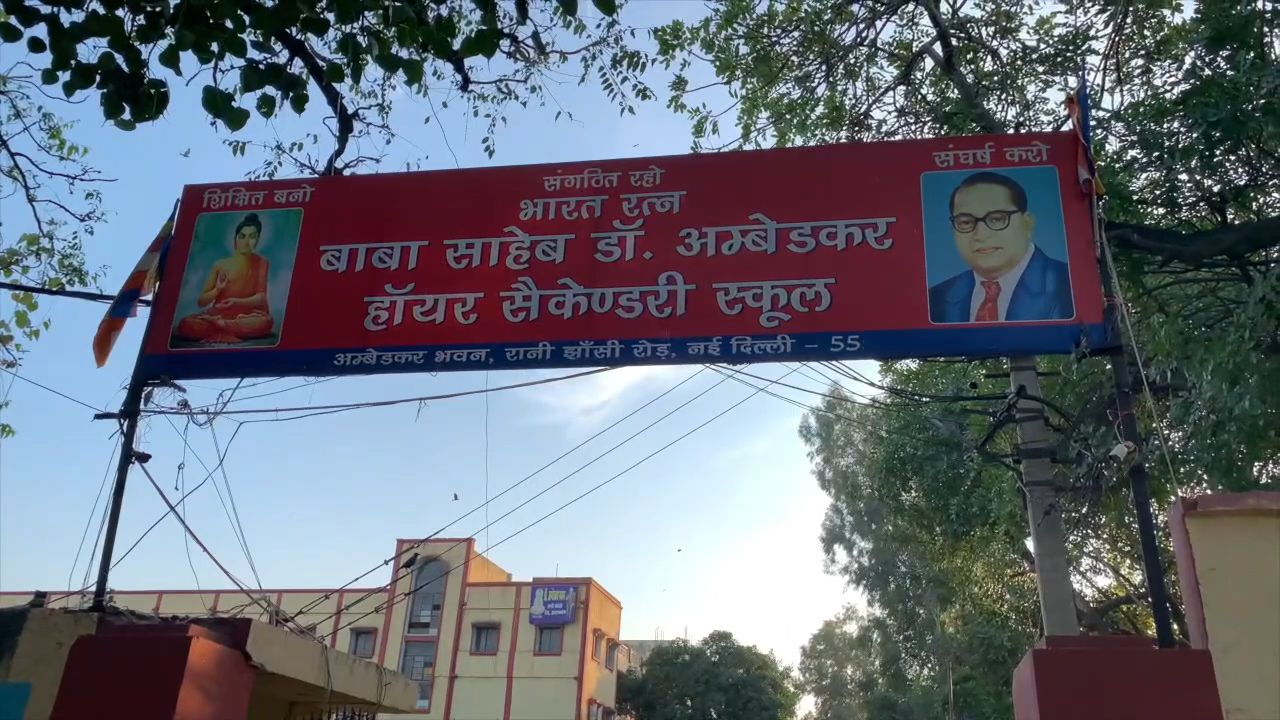 शिक्षित बनो
संगठित रहो
संघर्ष करो
भारत रत्न
बाबा साहेब डॉ. अम्बेडकर
हॉयर सैकेण्डरी स्कूल
अम्बेडकर भवन, रानी झाँसी रोड़, नई दिल्ली - 55